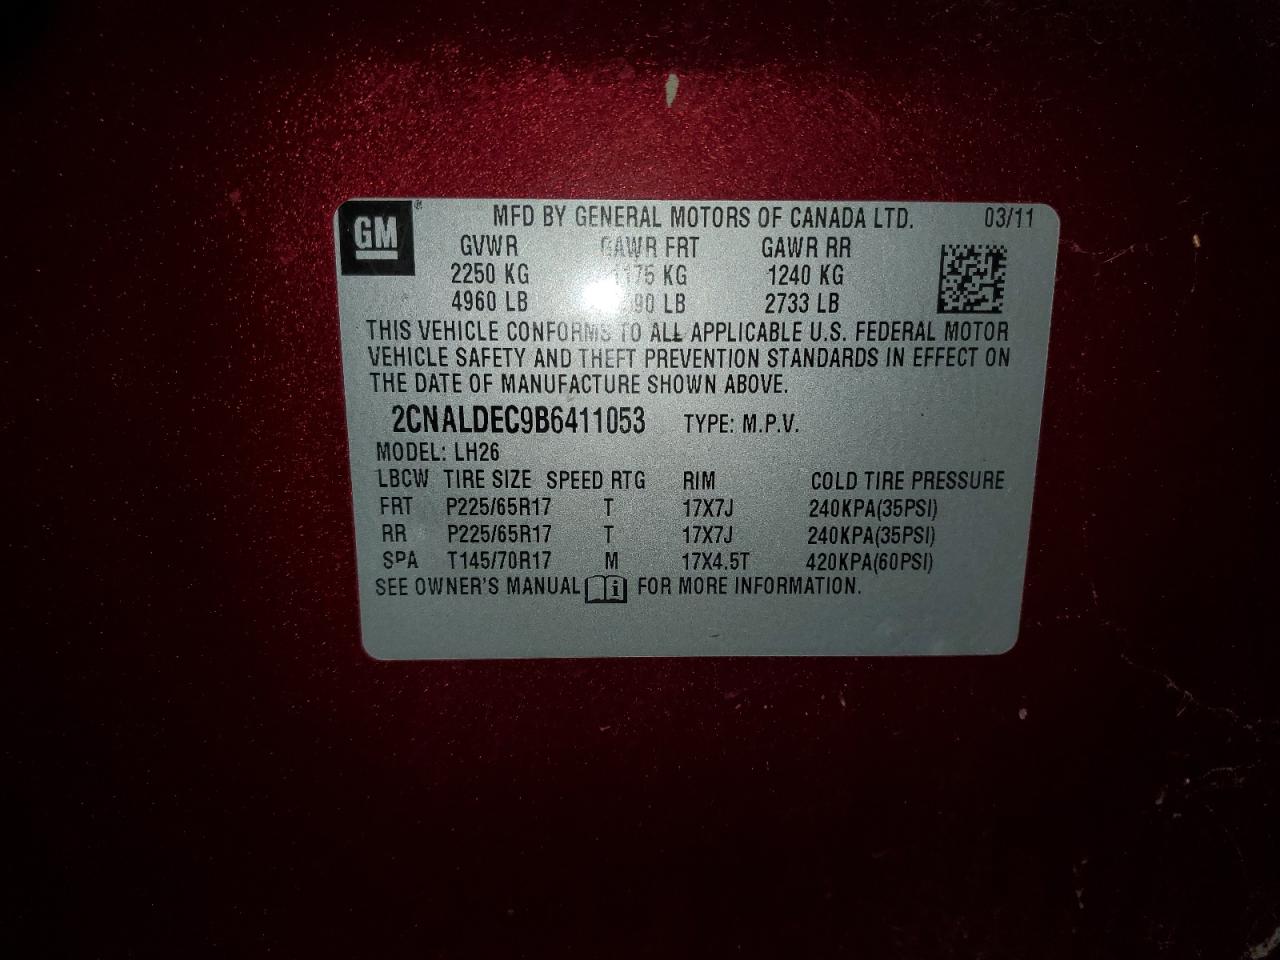 GM ® MFD BY GENERAL MOTORS OF CANADA LTD. 03/11
GVWR GAWR FRT GAWR RR
2250 KG KG 1240 KG
4960 LB LB 2733 LB
THIS VEHICLE CONFORMS TO ALL APPLICABLE U.S. FEDERAL MOTOR
VEHICLE SAFETY AND THEFT PREVENTION STANDARDS IN EFFECT ON
THE DATE OF MANUFACTURE SHOWN ABOVE.
2CNALDEC9B6411053 TYPE: M.P.V.
MODEL: LH26
LBCW TIRE SIZE SPEED RTG RIM COLD TIRE PRESSURE
FRT P225/65R17 T 17X7J 240KPA(35PSI)
RR P225/65R17 T 17X7J 240KPA(35PSI)
SPA T145/70R17 M 17X4.5T 420KPA(60PSI)
SEE OWNER'S MANUAL FOR MORE INFORMATION.